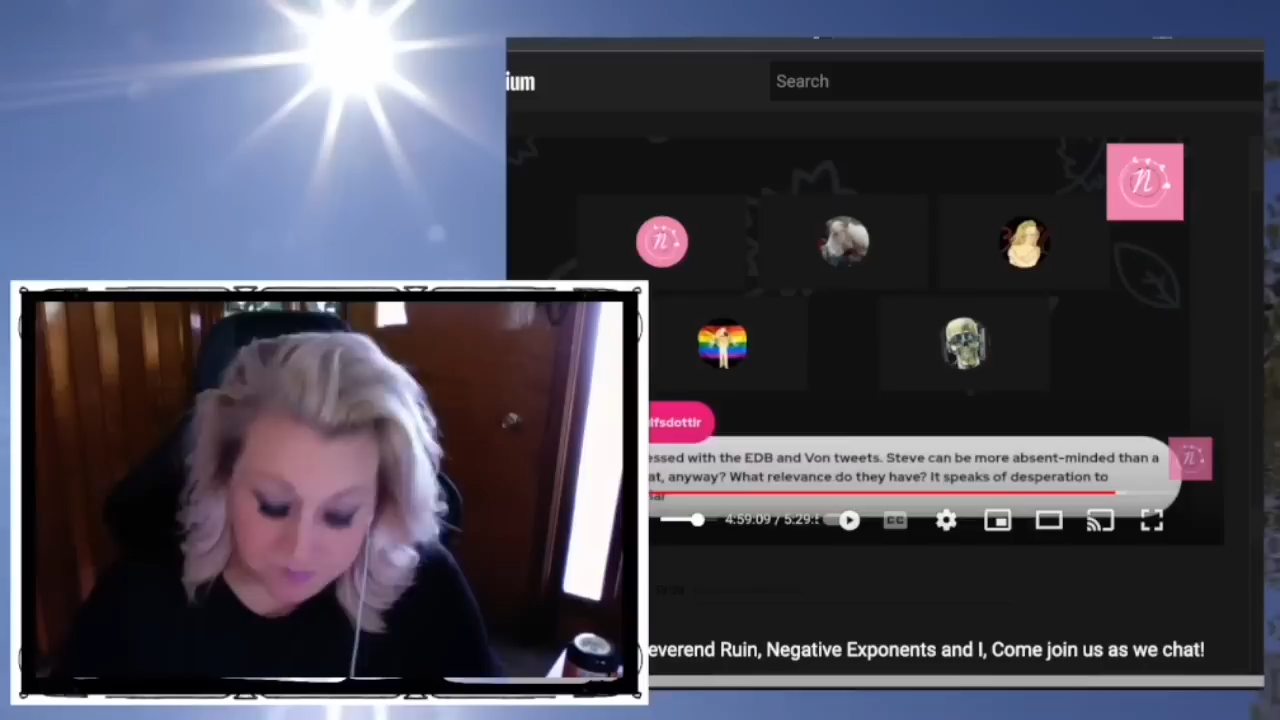 ium
Search
n
n
lfsdottir
essed with the EDB and Von tweets. Steve can be more absent-minded than a
at, anyway? What relevance do they have? It speaks of desperation to
n
4:59:09 / 5:29:
CC
everend Ruin, Negative Exponents and I, Come join us as we chat!